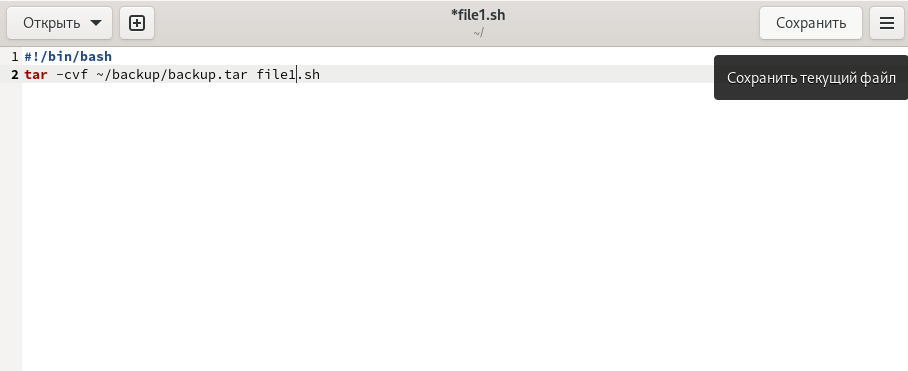 Открыть
*file1.sh
~/
Сохранить
1 #!/bin/bash
2 tar -cvf ~/backup/backup.tar file1.sh
Сохранить текущий файл